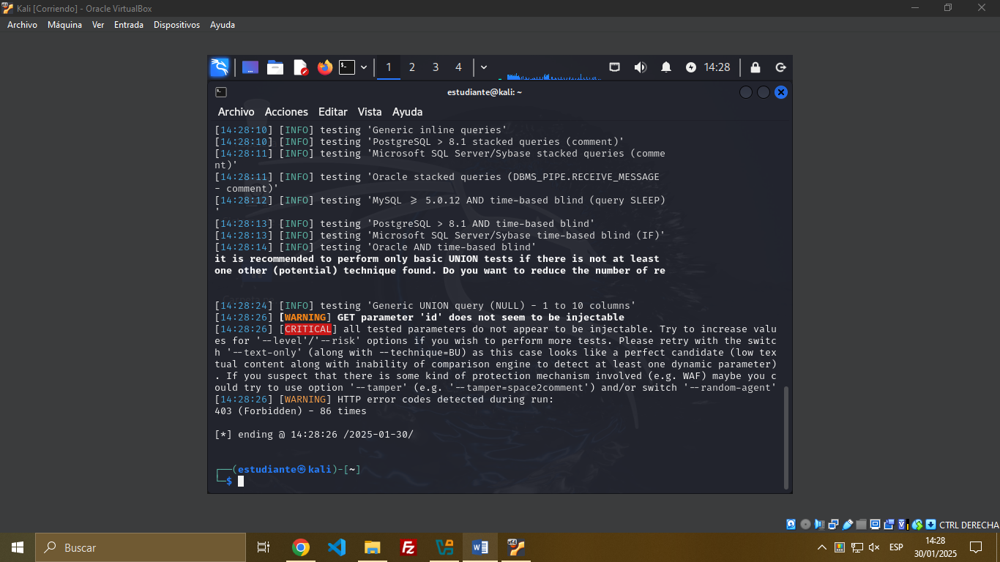 Kali [Corriendo] - Oracle VirtualBox
Archivo Máquina Ver Entrada Dispositivos Ayuda
1 2 3 4 14:28
estudiante@kali: ~
Archivo Acciones Editar Vista Ayuda
[14:28:10] [INFO] testing 'Generic inline queries'
[14:28:10] [INFO] testing 'PostgreSQL > 8.1 stacked queries (comment)'
[14:28:11] [INFO] testing 'Microsoft SQL Server/Sybase stacked queries (comme
nt)'
[14:28:11] [INFO] testing 'Oracle stacked queries (DBMS_PIPE.RECEIVE_MESSAGE
- comment)'
[14:28:12] [INFO] testing 'MySQL ≥ 5.0.12 AND time-based blind (query SLEEP)
'
[14:28:13] [INFO] testing 'PostgreSQL > 8.1 AND time-based blind'
[14:28:13] [INFO] testing 'Microsoft SQL Server/Sybase time-based blind (IF)'
[14:28:14] [INFO] testing 'Oracle AND time-based blind'
it is recommended to perform only basic UNION tests if there is not at least
one other (potential) technique found. Do you want to reduce the number of re
[14:28:24] [INFO] testing 'Generic UNION query (NULL) - 1 to 10 columns'
[14:28:26] [WARNING] GET parameter 'id' does not seem to be injectable
[14:28:26] [CRITICAL] all tested parameters do not appear to be injectable. Try to increase valu
es for '--level'/'--risk' options if you wish to perform more tests. Please retry with the switc
h '--text-only' (along with --technique=BU) as this case looks like a perfect candidate (low tex
tual content along with inability of comparison engine to detect at least one dynamic parameter)
. If you suspect that there is some kind of protection mechanism involved (e.g. WAF) maybe you c
ould try to use option '--tamper' (e.g. '--tamper=space2comment') and/or switch '--random-agent'
[14:28:26] [WARNING] HTTP error codes detected during run:
403 (Forbidden) - 86 times
[*] ending @ 14:28:26 /2025-01-30/
┌──(estudiante㉿kali)-[~]
└─$
CTRL DERECHA
Buscar
ESP
14:28
30/01/2025